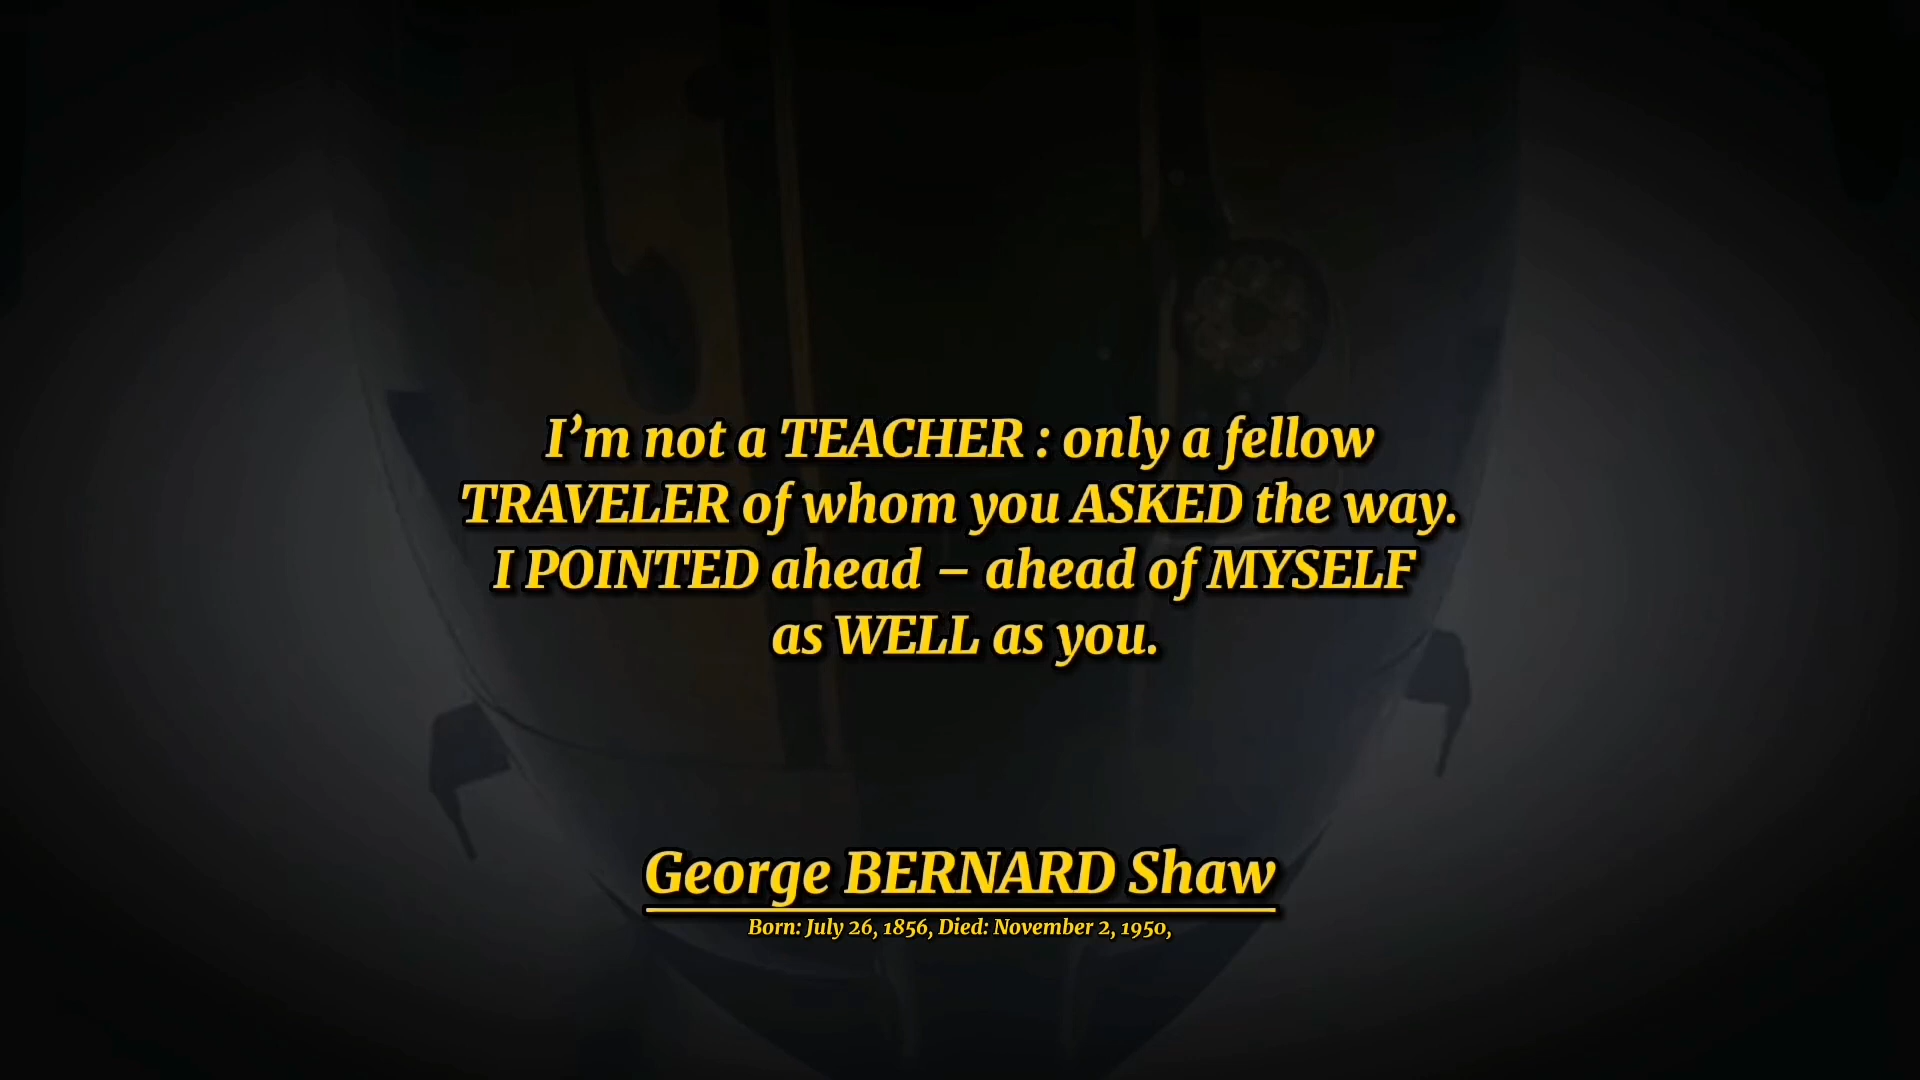 I’m not a TEACHER : only a fellow
TRAVELER of whom you ASKED the way.
I POINTED ahead – ahead of MYSELF
as WELL as you.
George BERNARD Shaw
Born: July 26, 1856, Died: November 2, 1950,